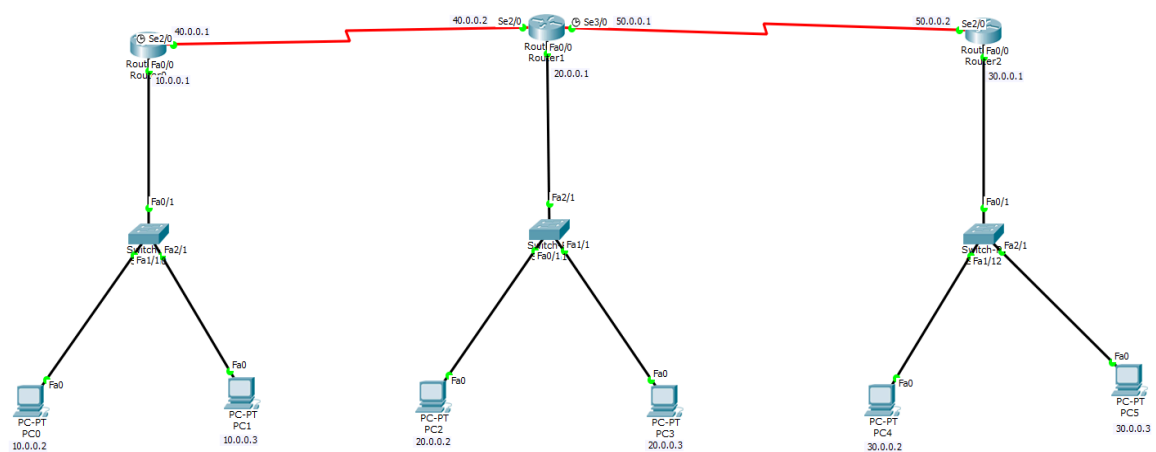 40.0.0.1
Se2/0
Fa0/0
10.0.0.1
40.0.0.2
Se2/0
Se3/0
50.0.0.1
Fa0/0
Router1
20.0.0.1
50.0.0.2
Se2/0
Fa0/0
Router2
30.0.0.1
Fa0/1
Fa2/1
Fa1/1
Fa2/1
Fa1/1
Fa0/1
Fa0/1
Fa2/1
Fa1/1
Fa0
PC-PT
PC0
10.0.0.2
Fa0
PC-PT
PC1
10.0.0.3
Fa0
PC-PT
PC2
20.0.0.2
Fa0
PC-PT
PC3
20.0.0.3
Fa0
PC-PT
PC4
30.0.0.2
Fa0
PC-PT
PC5
30.0.0.3